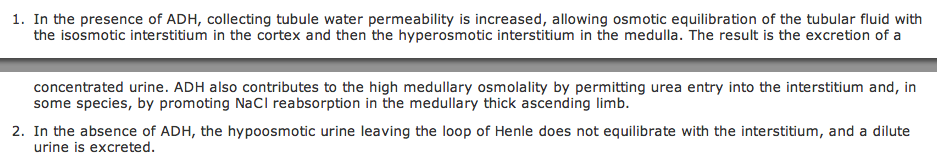 1. In the presence of ADH, collecting tubule water permeability is increased, allowing osmotic equilibration of the tubular fluid with
the isosmotic interstitium in the cortex and then the hyperosmotic interstitium in the medulla. The result is the excretion of a
concentrated urine. ADH also contributes to the high medullary osmolality by permitting urea entry into the interstitium and, in
some species, by promoting NaCl reabsorption in the medullary thick ascending limb.
2. In the absence of ADH, the hypoosmotic urine leaving the loop of Henle does not equilibrate with the interstitium, and a dilute
urine is excreted.